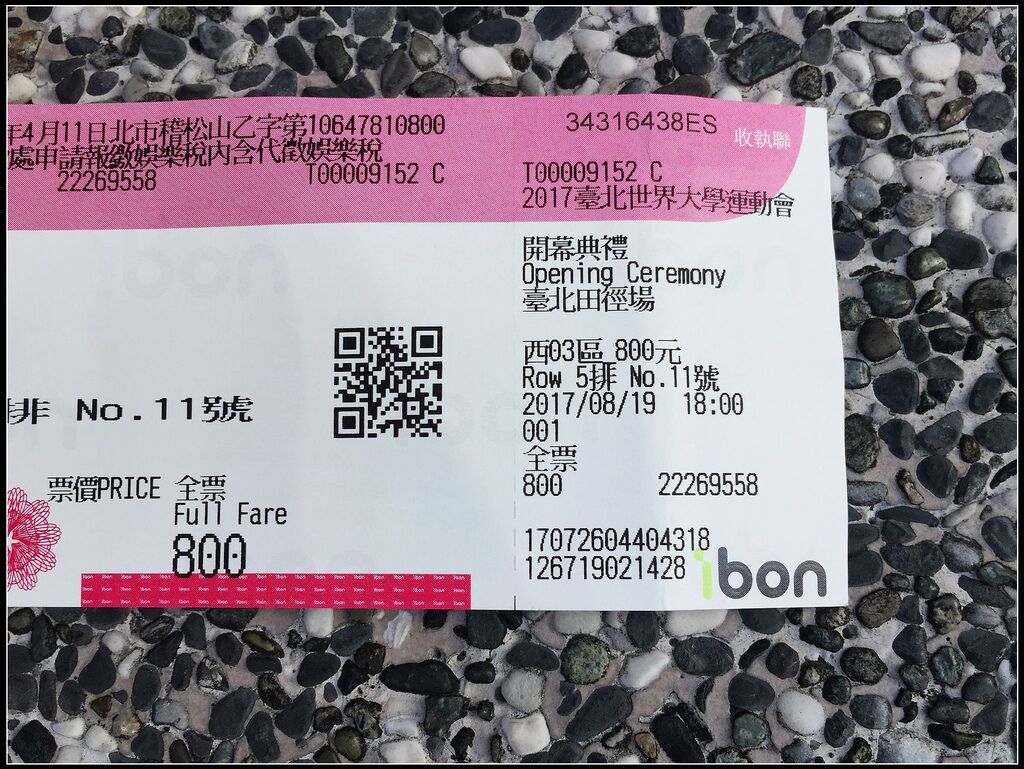 年4月11日北市稽松山乙字第10647810800
處申請報繳娛樂稅內含代徵娛樂稅
22269558
T00009152 C
排 No.11號
票價PRICE 全票
Full Fare
800
34316438ES
收執聯
T00009152 C
2017臺北世界大學運動會
開幕典禮
Opening Ceremony
臺北田徑場
西03區 800元
Row 5排 No.11號
2017/08/19 18:00
001
全票
800 22269558
17072604404318
126719021428
ibon